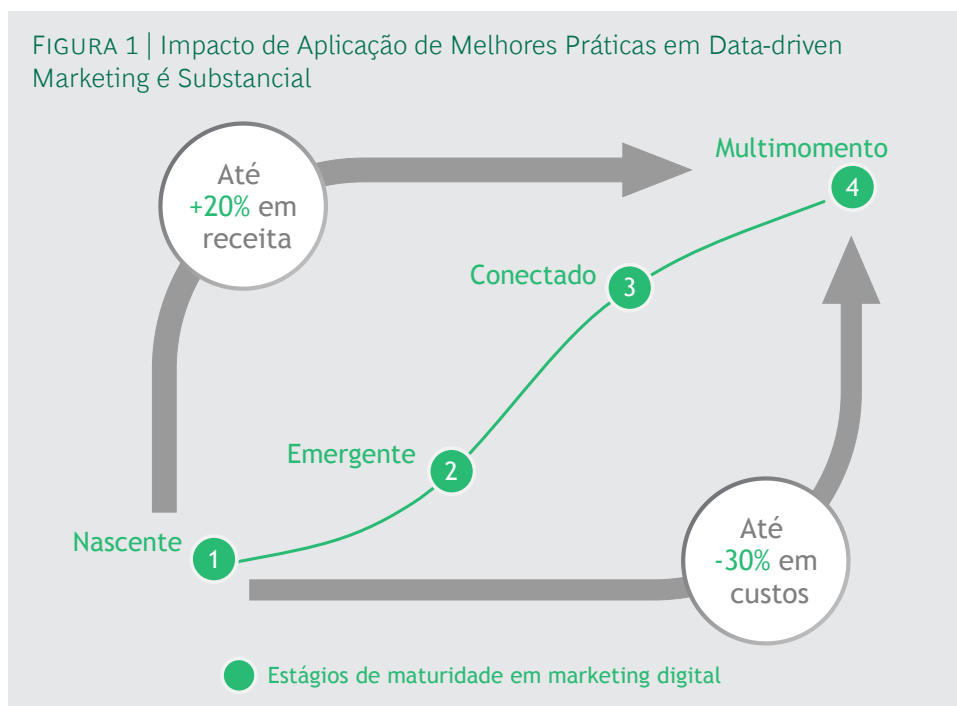 FIGURA 1 | Impacto de Aplicação de Melhores Práticas em Data-driven
Marketing é Substancial
Até
+20% em
receita
Multimomento
4
Conectado
3
Emergente
2
Nascente
1
Até
-30% em
custos
Estágios de maturidade em marketing digital